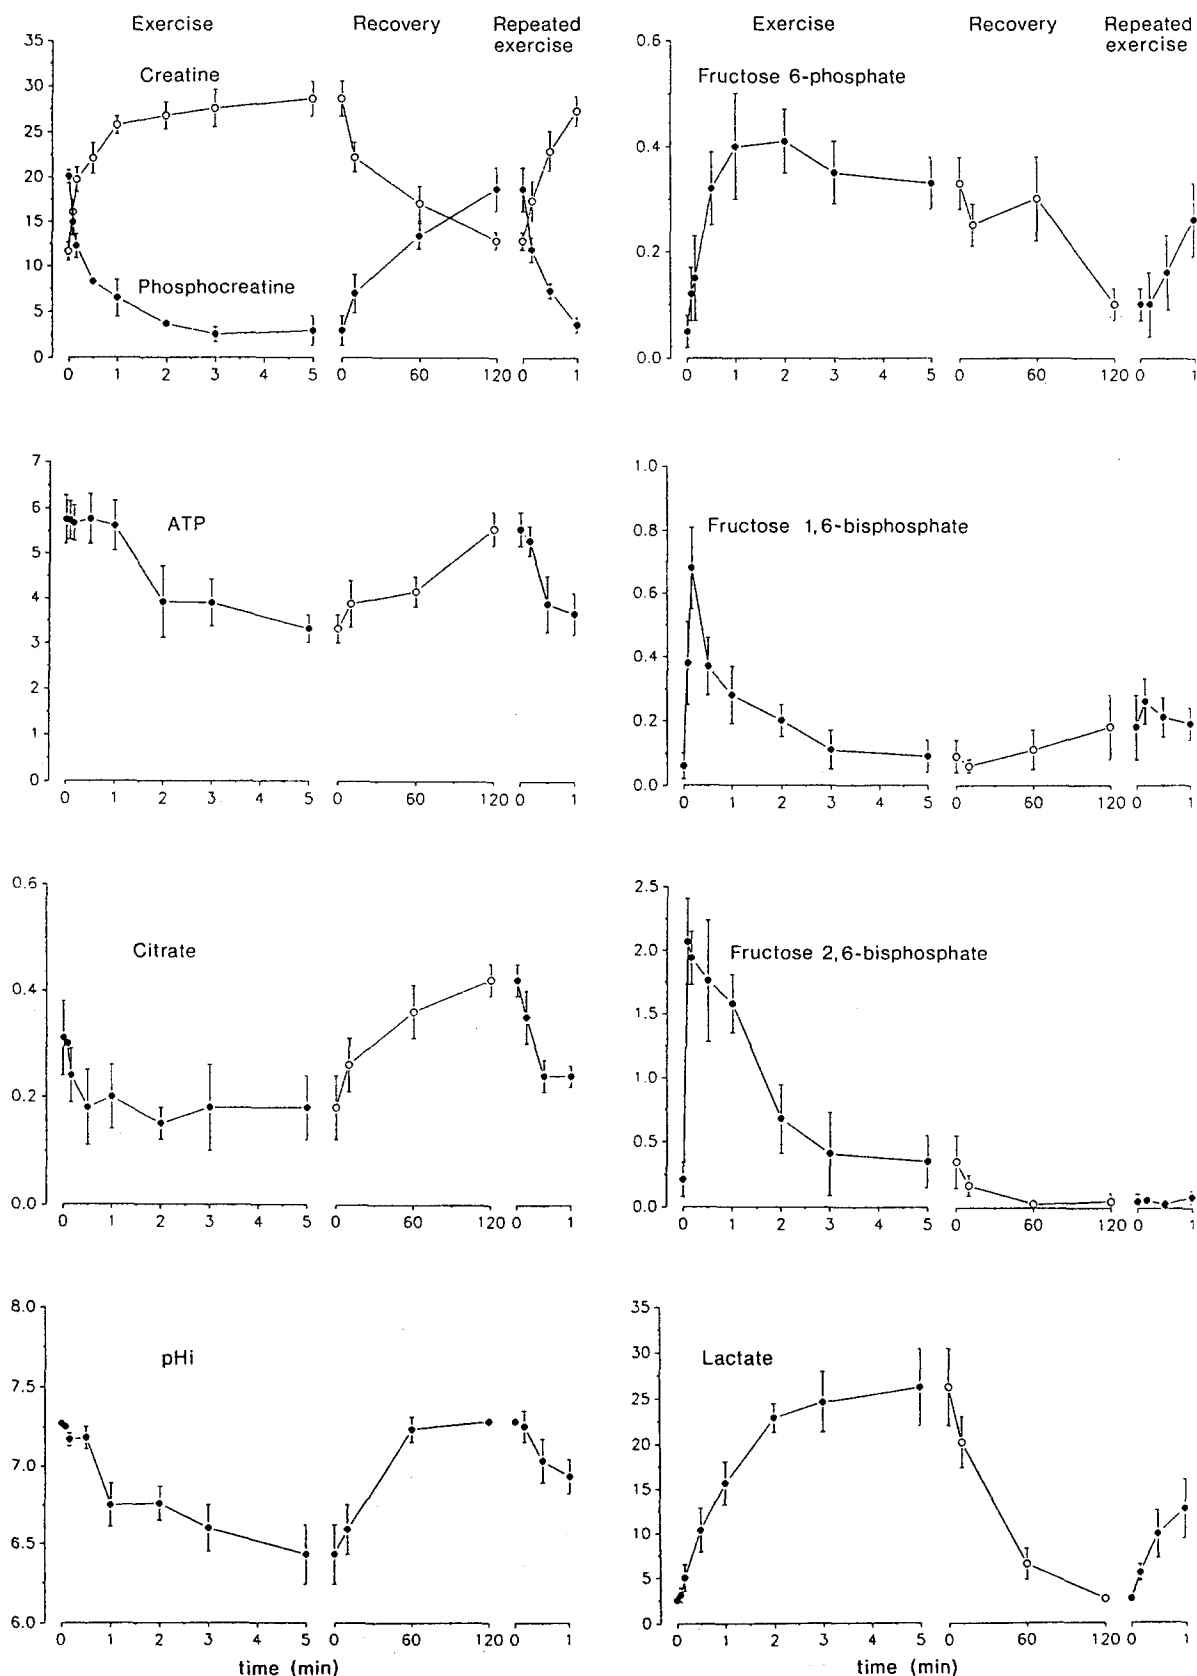 Exercise Recovery Repeated exercise
35
30
25
20
15
10
5
0
Creatine
Phosphocreatine
0 1 2 3 4 5 0 60 120 0 1
Exercise Recovery Repeated exercise
0.6
0.4
0.2
0.0
Fructose 6-phosphate
0 1 2 3 4 5 0 60 120 0 1
7
6
5
4
3
2
1
0
ATP
0 1 2 3 4 5 0 60 120 0 1
1.0
0.8
0.6
0.4
0.2
0.0
Fructose 1,6-bisphosphate
0 1 2 3 4 5 0 60 120 0 1
0.6
0.4
0.2
0.0
Citrate
0 1 2 3 4 5 0 60 120 0 1
2.5
2.0
1.5
1.0
0.5
0.0
Fructose 2,6-bisphosphate
0 1 2 3 4 5 0 60 120 0 1
8.0
7.5
7.0
6.5
6.0
pHi
0 1 2 3 4 5 0 60 120 0 1
time (min)
35
30
25
20
15
10
5
0
Lactate
0 1 2 3 4 5 0 60 120 0 1
time (min)